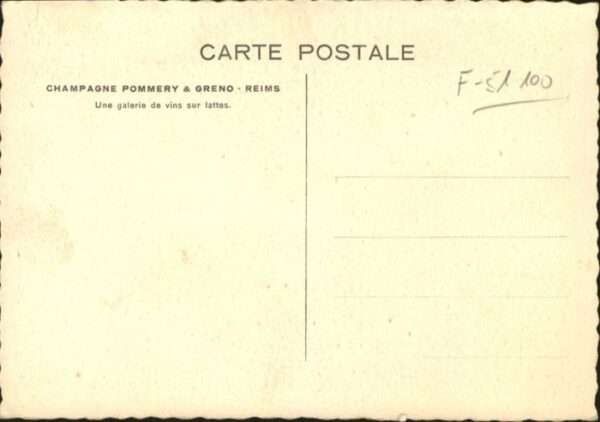 CARTE POSTALE
CHAMPAGNE POMMERY & GRENO - REIMS
Une galerie de vins sur lattes.
F-51 100